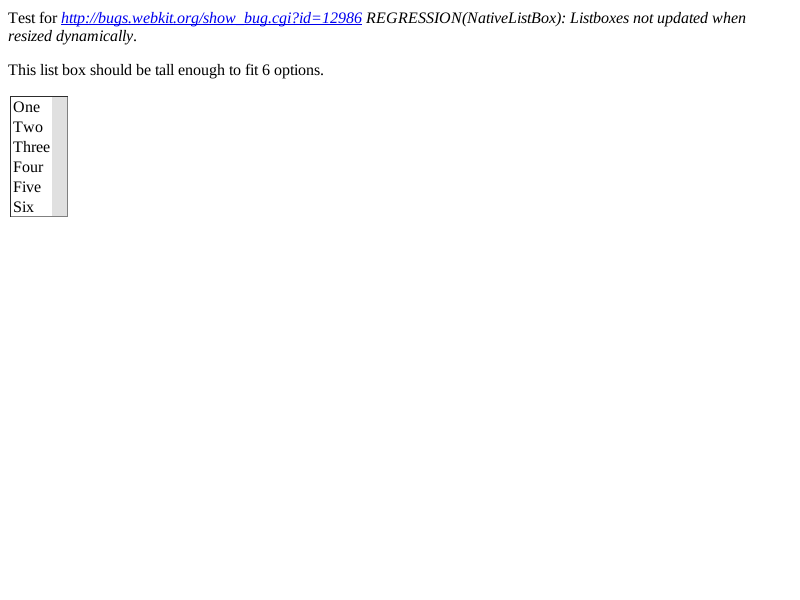 Test for http://bugs.webkit.org/show_bug.cgi?id=12986 REGRESSION(NativeListBox): Listboxes not updated when
resized dynamically.
This list box should be tall enough to fit 6 options.
One
Two
Three
Four
Five
Six